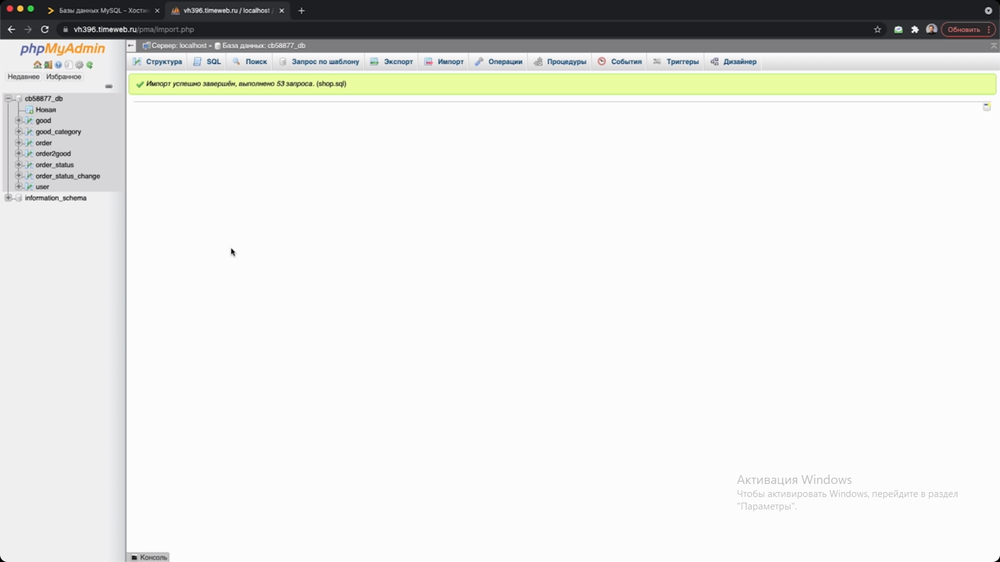 Базы данных MySQL - Хости
vh396.timeweb.ru / localhost /
vh396.timeweb.ru/pma/import.php
Обновить
phpMyAdmin
Недавнее Избранное
cb58877_db
Новая
good
good_category
order
order2good
order_status
order_status_change
user
information_schema
Сервер: localhost » База данных: cb58877_db
Структура SQL Поиск Запрос по шаблону Экспорт Импорт Операции Процедуры События Триггеры Дизайнер
Импорт успешно завершён, выполнено 53 запроса. (shop.sql)
Активация Windows
Чтобы активировать Windows, перейдите в раздел
"Параметры".
Консоль